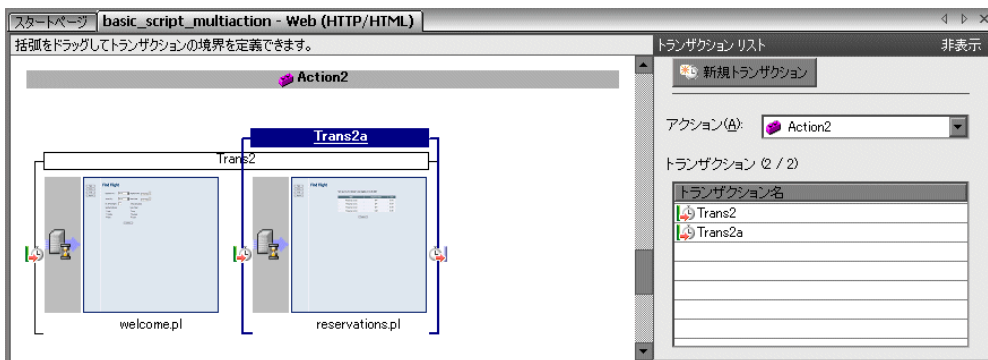 スタートページ
basic_script_multiaction - Web (HTTP/HTML)
括弧をドラッグしてトランザクションの境界を定義できます。
Action2
Trans2a
Trans2
Find Flight
Find Flight
welcome.pl
reservations.pl
トランザクション リスト
非表示
新規トランザクション
アクション(A):
Action2
トランザクション (2 / 2)
トランザクション名
Trans2
Trans2a